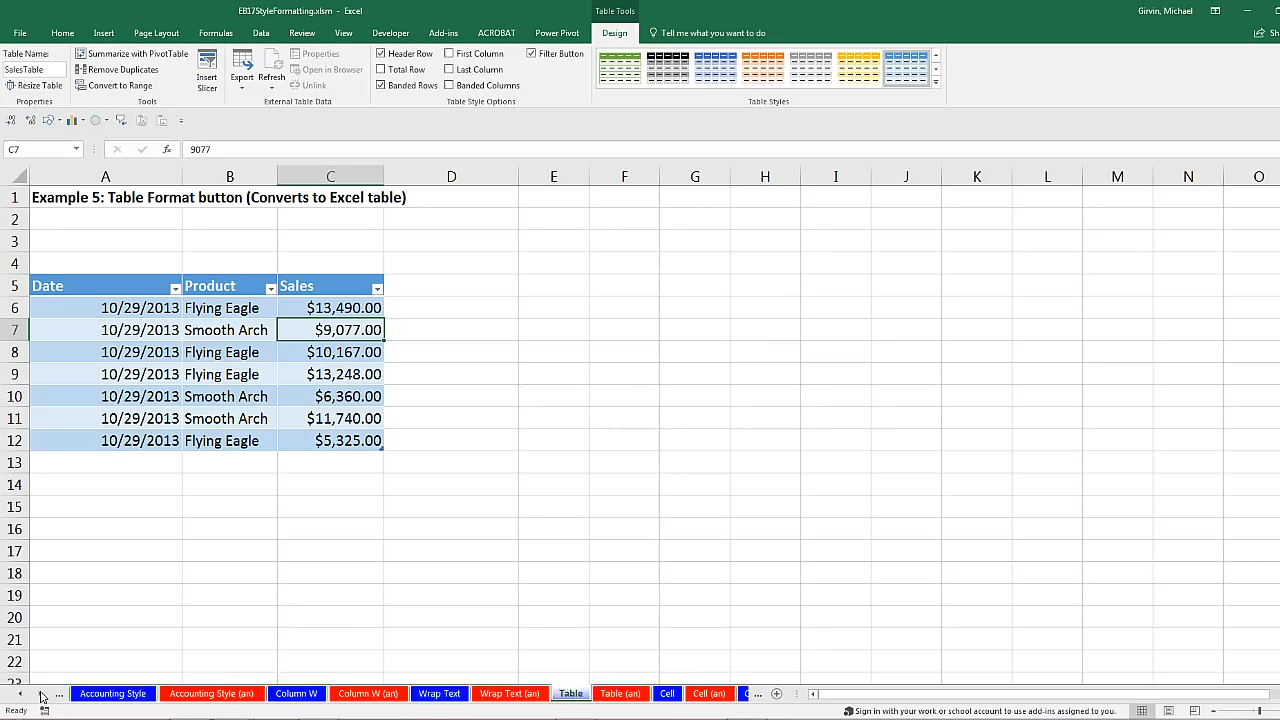 EB17StyleFormatting.xlsm - Excel
Table Tools
Girvin, Michael
File Home Insert Page Layout Formulas Data Review View Developer Add-ins ACROBAT Power Pivot Design Tell me what you want to do
Table Name: Summarize with PivotTable Properties Header Row First Column Filter Button
Remove Duplicates Insert Slicer Export Refresh Open in Browser Total Row Last Column
Resize Table Convert to Range Unlink Banded Rows Banded Columns
Properties Tools External Table Data Table Style Options Table Styles
C7 fx 9077
A B C D E F G H I J K L M N O
1 Example 5: Table Format button (Converts to Excel table)
2
3
4
5 Date Product Sales
6 10/29/2013 Flying Eagle $13,490.00
7 10/29/2013 Smooth Arch $9,077.00
8 10/29/2013 Flying Eagle $10,167.00
9 10/29/2013 Flying Eagle $13,248.00
10 10/29/2013 Smooth Arch $6,360.00
11 10/29/2013 Smooth Arch $11,740.00
12 10/29/2013 Flying Eagle $5,325.00
13
14
15
16
17
18
19
20
21
22
... Accounting Style Accounting Style (an) Column W Column W (an) Wrap Text Wrap Text (an) Table Table (an) Cell Cell (an) ...
Ready Sign in with your work or school account to use add-ins assigned to you.